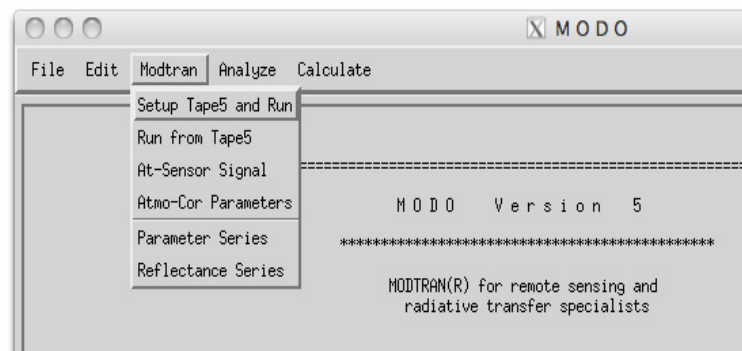 X M O D O
File Edit Modtran Analyze Calculate
Setup Tape5 and Run
Run from Tape5
At-Sensor Signal
Atmo-Cor Parameters
Parameter Series
Reflectance Series
M O D O V e r s i o n 5
**********************************************
MODTRAN(R) for remote sensing and
radiative transfer specialists